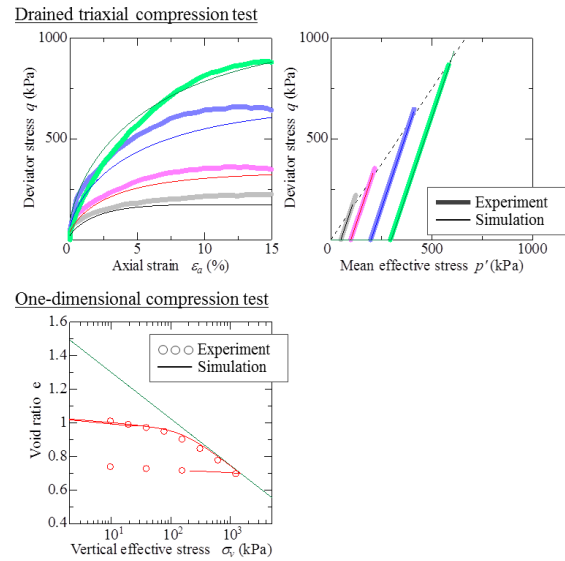 Drained triaxial compression test
1000
500
Deviator stress q (kPa)
0
5
10
15
Axial strain εa (%)
1000
500
Deviator stress q (kPa)
Experiment
Simulation
0
500
1000
Mean effective stress p' (kPa)
One-dimensional compression test
1.6
1.4
1.2
1
0.8
0.6
0.4
Void ratio e
Experiment
Simulation
10¹
10²
10³
Vertical effective stress σv (kPa)